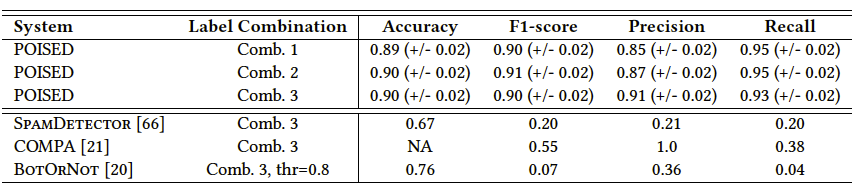 System Label Combination Accuracy F1-score Precision Recall
POISED Comb. 1 0.89 (+/- 0.02) 0.90 (+/- 0.02) 0.85 (+/- 0.02) 0.95 (+/- 0.02)
POISED Comb. 2 0.90 (+/- 0.02) 0.91 (+/- 0.02) 0.87 (+/- 0.02) 0.95 (+/- 0.02)
POISED Comb. 3 0.90 (+/- 0.02) 0.90 (+/- 0.02) 0.91 (+/- 0.02) 0.93 (+/- 0.02)
SPAMDETECTOR [66] Comb. 3 0.67 0.20 0.21 0.20
COMPA [21] Comb. 3 NA 0.55 1.0 0.38
BOTORNOT [20] Comb. 3, thr=0.8 0.76 0.07 0.36 0.04